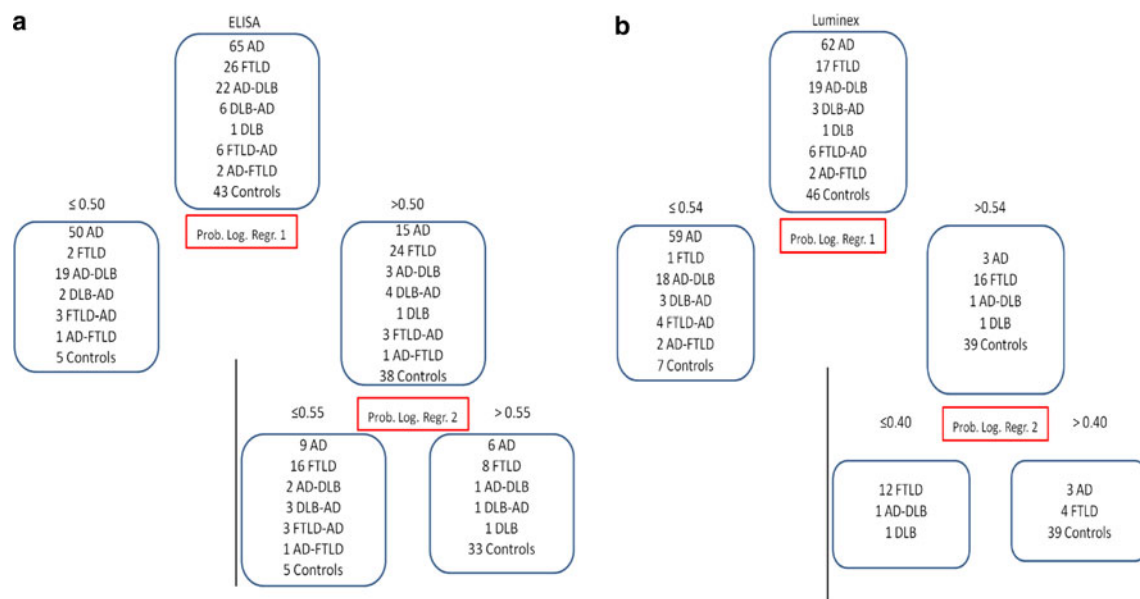 a
ELISA
65 AD
26 FTLD
22 AD-DLB
6 DLB-AD
1 DLB
6 FTLD-AD
2 AD-FTLD
43 Controls
≤ 0.50
>0.50
Prob. Log. Regr. 1
50 AD
2 FTLD
19 AD-DLB
2 DLB-AD
3 FTLD-AD
1 AD-FTLD
5 Controls
15 AD
24 FTLD
3 AD-DLB
4 DLB-AD
1 DLB
3 FTLD-AD
1 AD-FTLD
38 Controls
≤0.55
Prob. Log. Regr. 2
> 0.55
9 AD
16 FTLD
2 AD-DLB
3 DLB-AD
3 FTLD-AD
1 AD-FTLD
5 Controls
6 AD
8 FTLD
1 AD-DLB
1 DLB-AD
1 DLB
33 Controls
b
Luminex
62 AD
17 FTLD
19 AD-DLB
3 DLB-AD
1 DLB
6 FTLD-AD
2 AD-FTLD
46 Controls
≤ 0.54
>0.54
Prob. Log. Regr. 1
59 AD
1 FTLD
18 AD-DLB
3 DLB-AD
4 FTLD-AD
2 AD-FTLD
7 Controls
3 AD
16 FTLD
1 AD-DLB
1 DLB
39 Controls
≤0.40
Prob. Log. Regr. 2
> 0.40
12 FTLD
1 AD-DLB
1 DLB
3 AD
4 FTLD
39 Controls